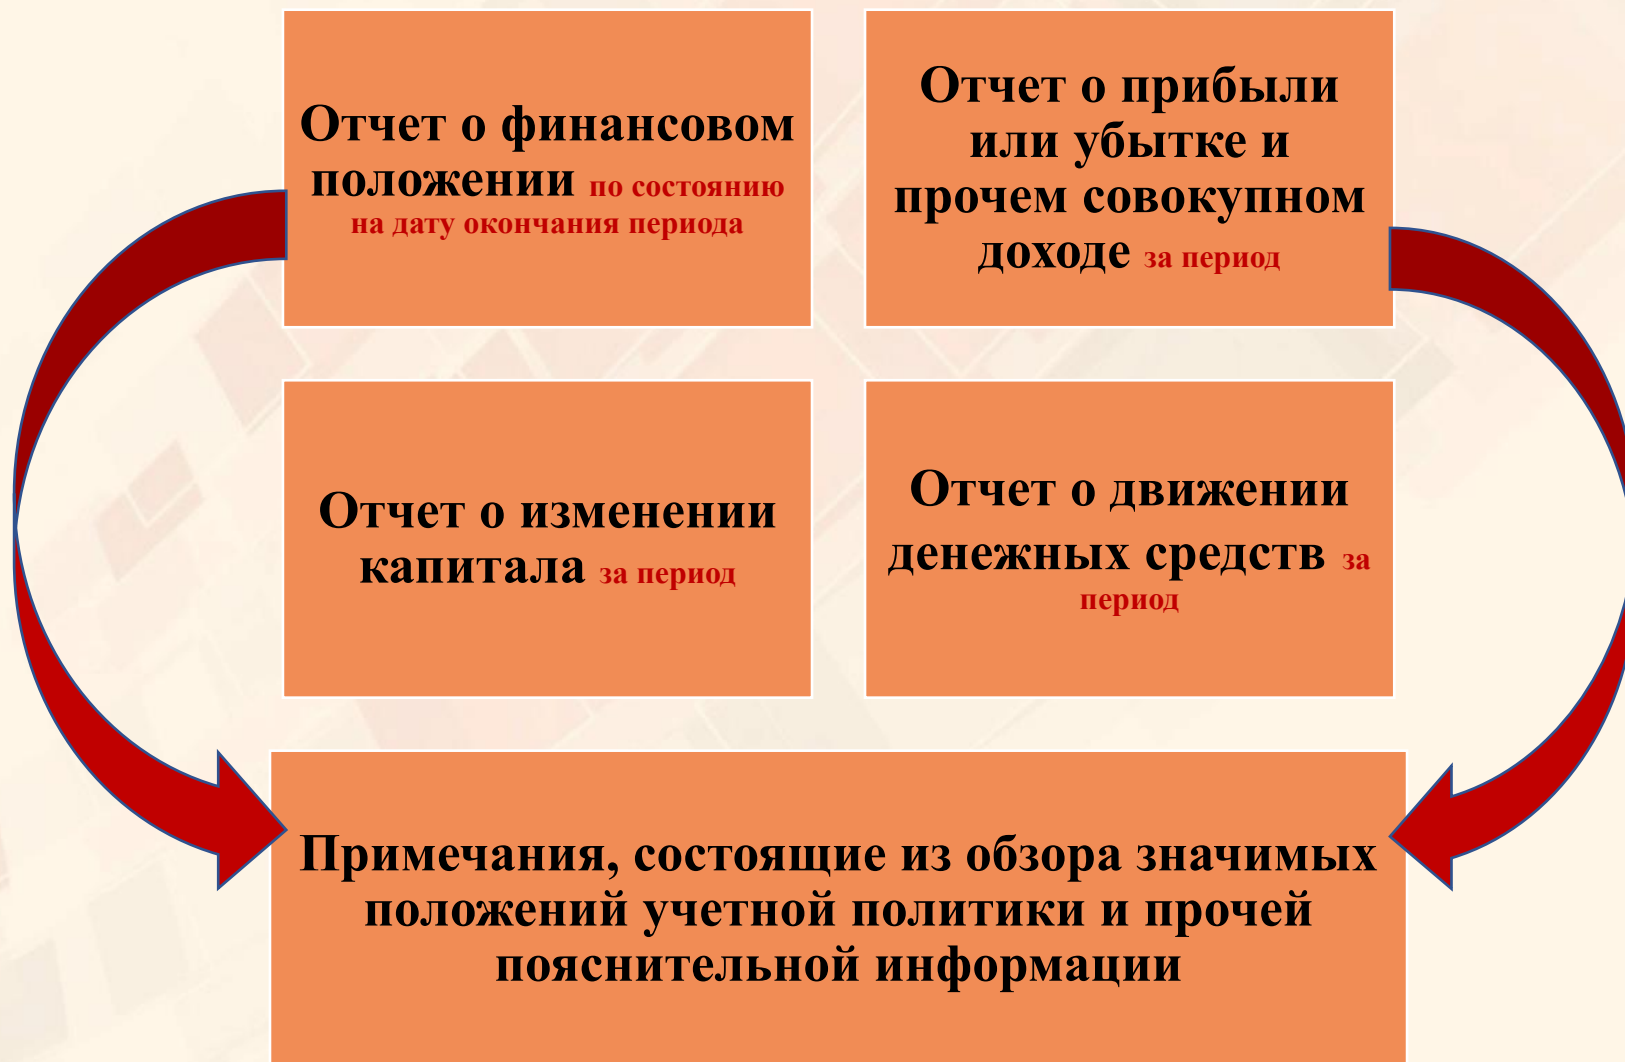 Отчет о финансовом
положении по состоянию
на дату окончания периода
Отчет о прибыли
или убытке и
прочем совокупном
доходе за период
Отчет о изменении
капитала за период
Отчет о движении
денежных средств за
период
Примечания, состоящие из обзора значимых
положений учетной политики и прочей
пояснительной информации